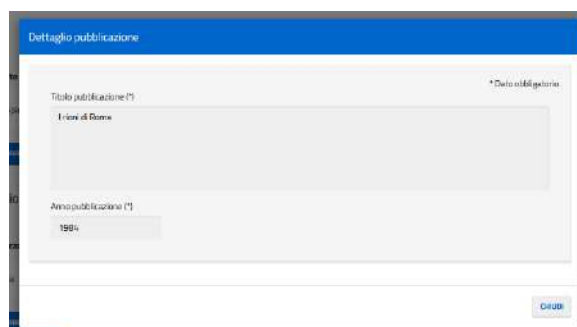 Dettaglio pubblicazione
* Dato obbligatorio
Titolo pubblicazione (*)
I rioni di Roma
Anno pubblicazione (*)
1984
CHIUDI